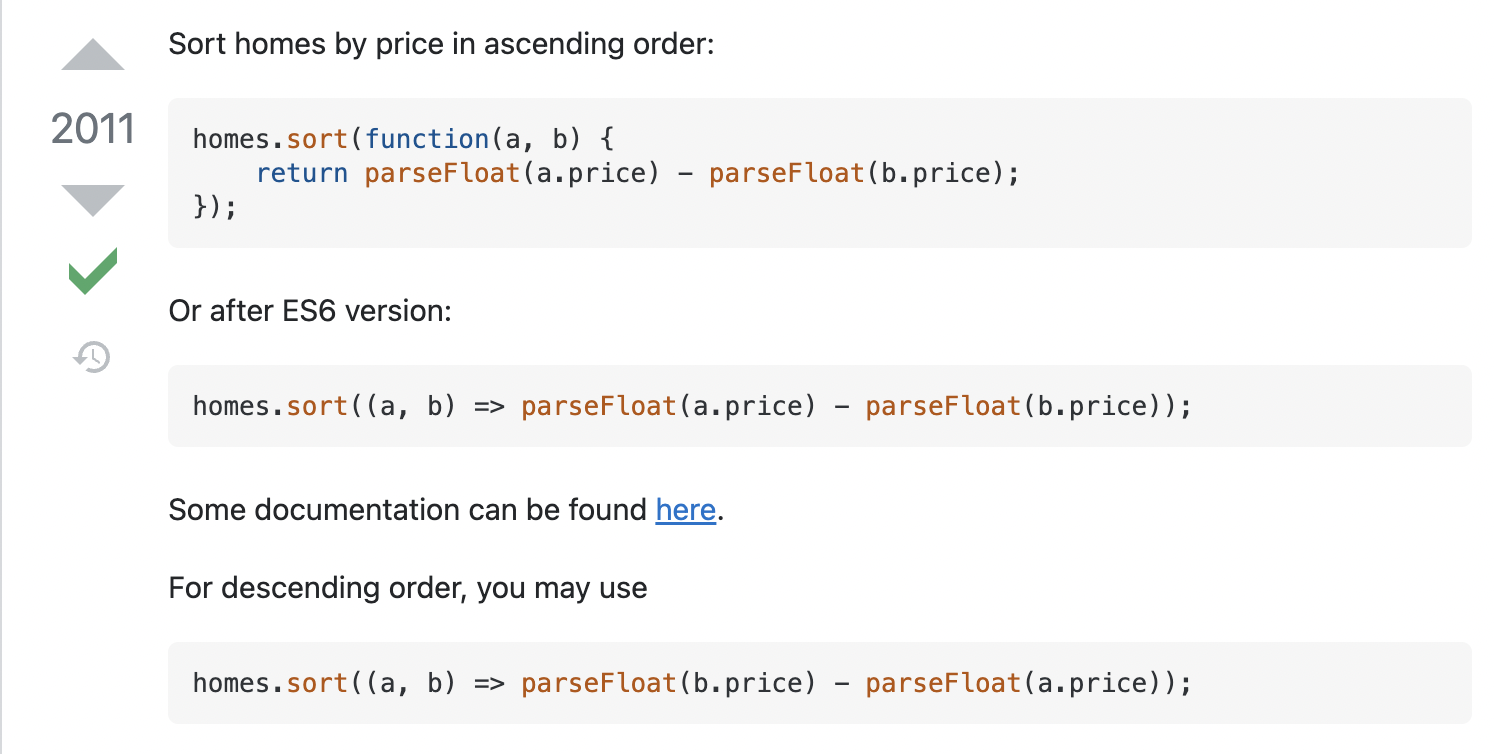 Sort homes by price in ascending order:
2011
homes.sort(function(a, b) {
    return parseFloat(a.price) - parseFloat(b.price);
});
Or after ES6 version:
homes.sort((a, b) => parseFloat(a.price) - parseFloat(b.price));
Some documentation can be found here.
For descending order, you may use
homes.sort((a, b) => parseFloat(b.price) - parseFloat(a.price));